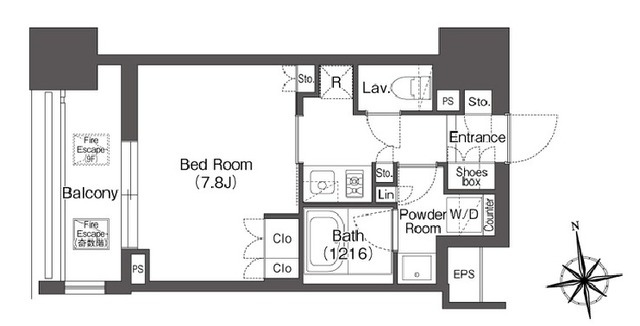 Sto.
R
Lav.
PS
Sto.
Fire
Escape
(9F)
Bed Room
(7.8J)
Entrance
Balcony
Sto.
Shoes
box
Lin
Fire
Escape
(奇数階)
Clo
Bath
(1216)
Powder
Room
W/D
Counter
PS
Clo
EPS
N